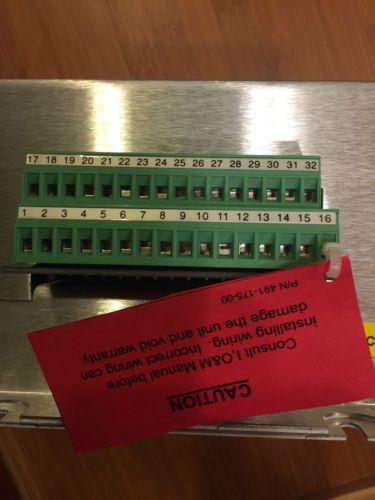 17 18 19 20 21 22 23 24 25 26 27 28 29 30 31 32
1 2 3 4 5 6 7 8 9 10 11 12 13 14 15 16
CAUTION
Consult I,O&M Manual before
installing wiring. Incorrect wiring can
damage the unit and void warranty.
P/N 491-175-00
C